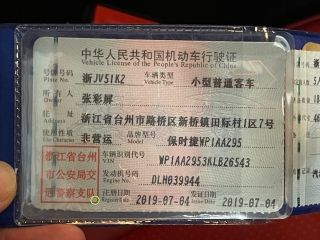 中华人民共和国机动车行驶证
Vehicle License of the People's Republic of China
号牌号码 浙JV51K2 车辆类型 小型普通客车
Plate No. Vehicle Type
所有人 张彩屏
Owner
住址 浙江省台州市路桥区新桥镇田际村1区7号
Address
使用性质 非营运 品牌型号 保时捷WP1AA295
Use Character Model
浙江省台州 车辆识别代号 WP1AA2953KLB26543
VIN
市公安局交 发动机号码 DLH039944
Engine No.
通警察支队 注册日期 2019-07-04 发证日期 2019-07-04
Register Date Issue Date